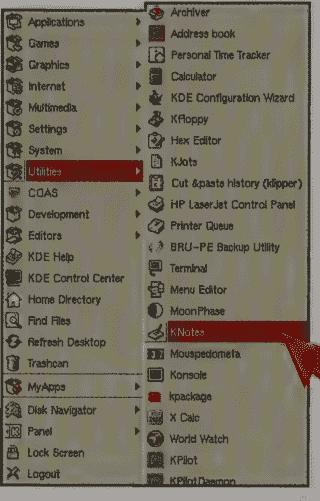 Applications
Games
Graphics
Internet
Multimedia
Settings
System
Utilities
COAS
Development
Editors
KDE Help
KDE Control Center
Home Directory
Find Files
Refresh Desktop
Trashcan
MyApps
Disk Navigator
Panel
Lock Screen
Logout
Archiver
Address book
Personal Time Tracker
Calculator
KDE Configuration Wizard
Kfloppy
Hex Editor
KJots
Cut &paste history (klipper)
HP LaserJet Control Panel
Printer Queue
BRU-PE Backup Utility
Terminal
Menu Editor
MoonPhase
KNotes
Mouspedometa
Konsole
kpackage
X Calc
World Watch
KPilot
KPilotDaemon